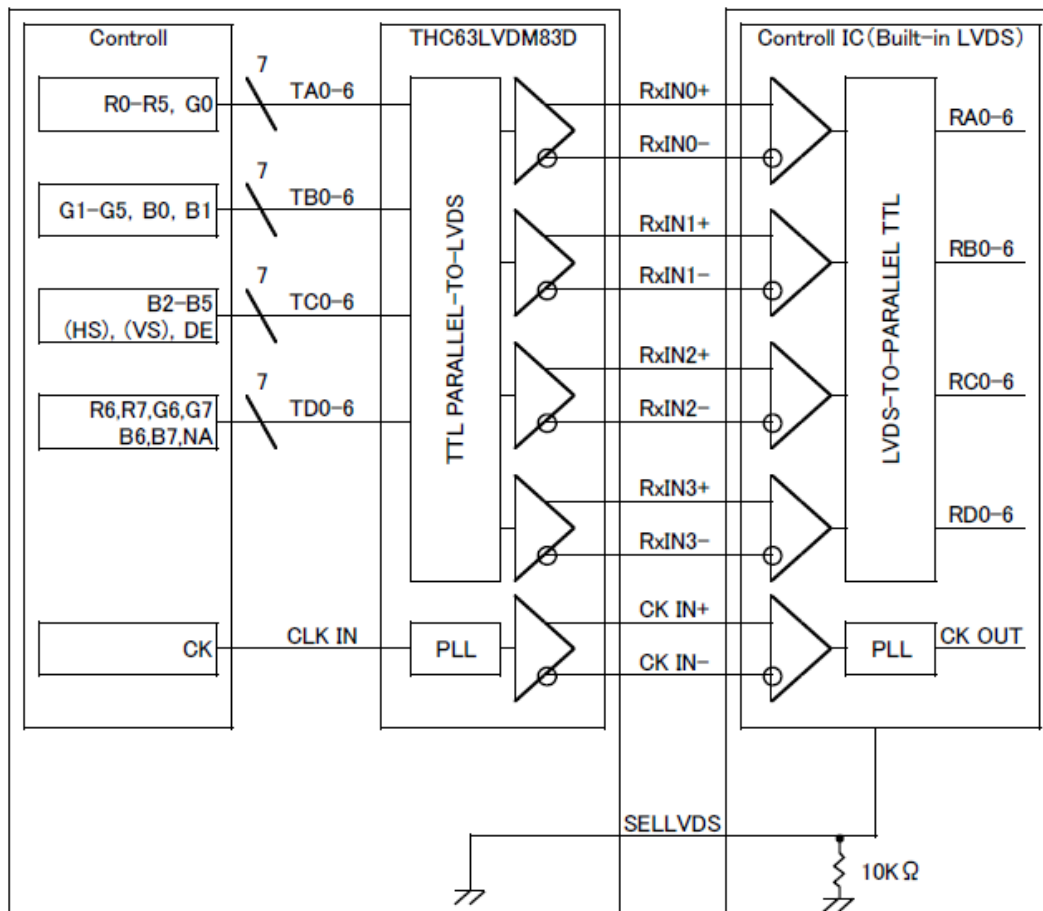 Controll
THC63LVDM83D
Controll IC(Built-in LVDS)
R0-R5, G0
7
TA0-6
RxIN0+
RxIN0-
RA0-6
G1-G5, B0, B1
7
TB0-6
RxIN1+
RxIN1-
RB0-6
B2-B5
(HS), (VS), DE
7
TC0-6
RxIN2+
RxIN2-
RC0-6
R6,R7,G6,G7
B6,B7,NA
7
TD0-6
RxIN3+
RxIN3-
RD0-6
TTL PARALLEL-TO-LVDS
LVDS-TO-PARALLEL TTL
CK
CLK IN
PLL
CK IN+
CK IN-
PLL
CK OUT
SELLVDS
10KΩ